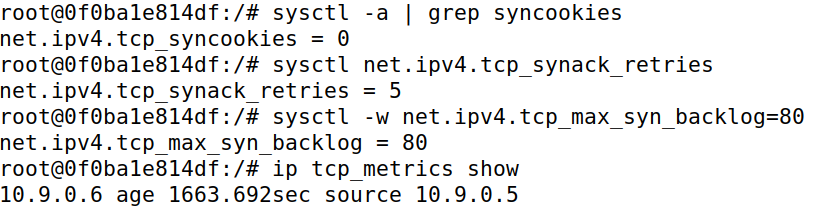 root@0f0ba1e814df:/# sysctl -a | grep syncookies
net.ipv4.tcp_syncookies = 0
root@0f0ba1e814df:/# sysctl net.ipv4.tcp_synack_retries
net.ipv4.tcp_synack_retries = 5
root@0f0ba1e814df:/# sysctl -w net.ipv4.tcp_max_syn_backlog=80
net.ipv4.tcp_max_syn_backlog = 80
root@0f0ba1e814df:/# ip tcp_metrics show
10.9.0.6 age 1663.692sec source 10.9.0.5